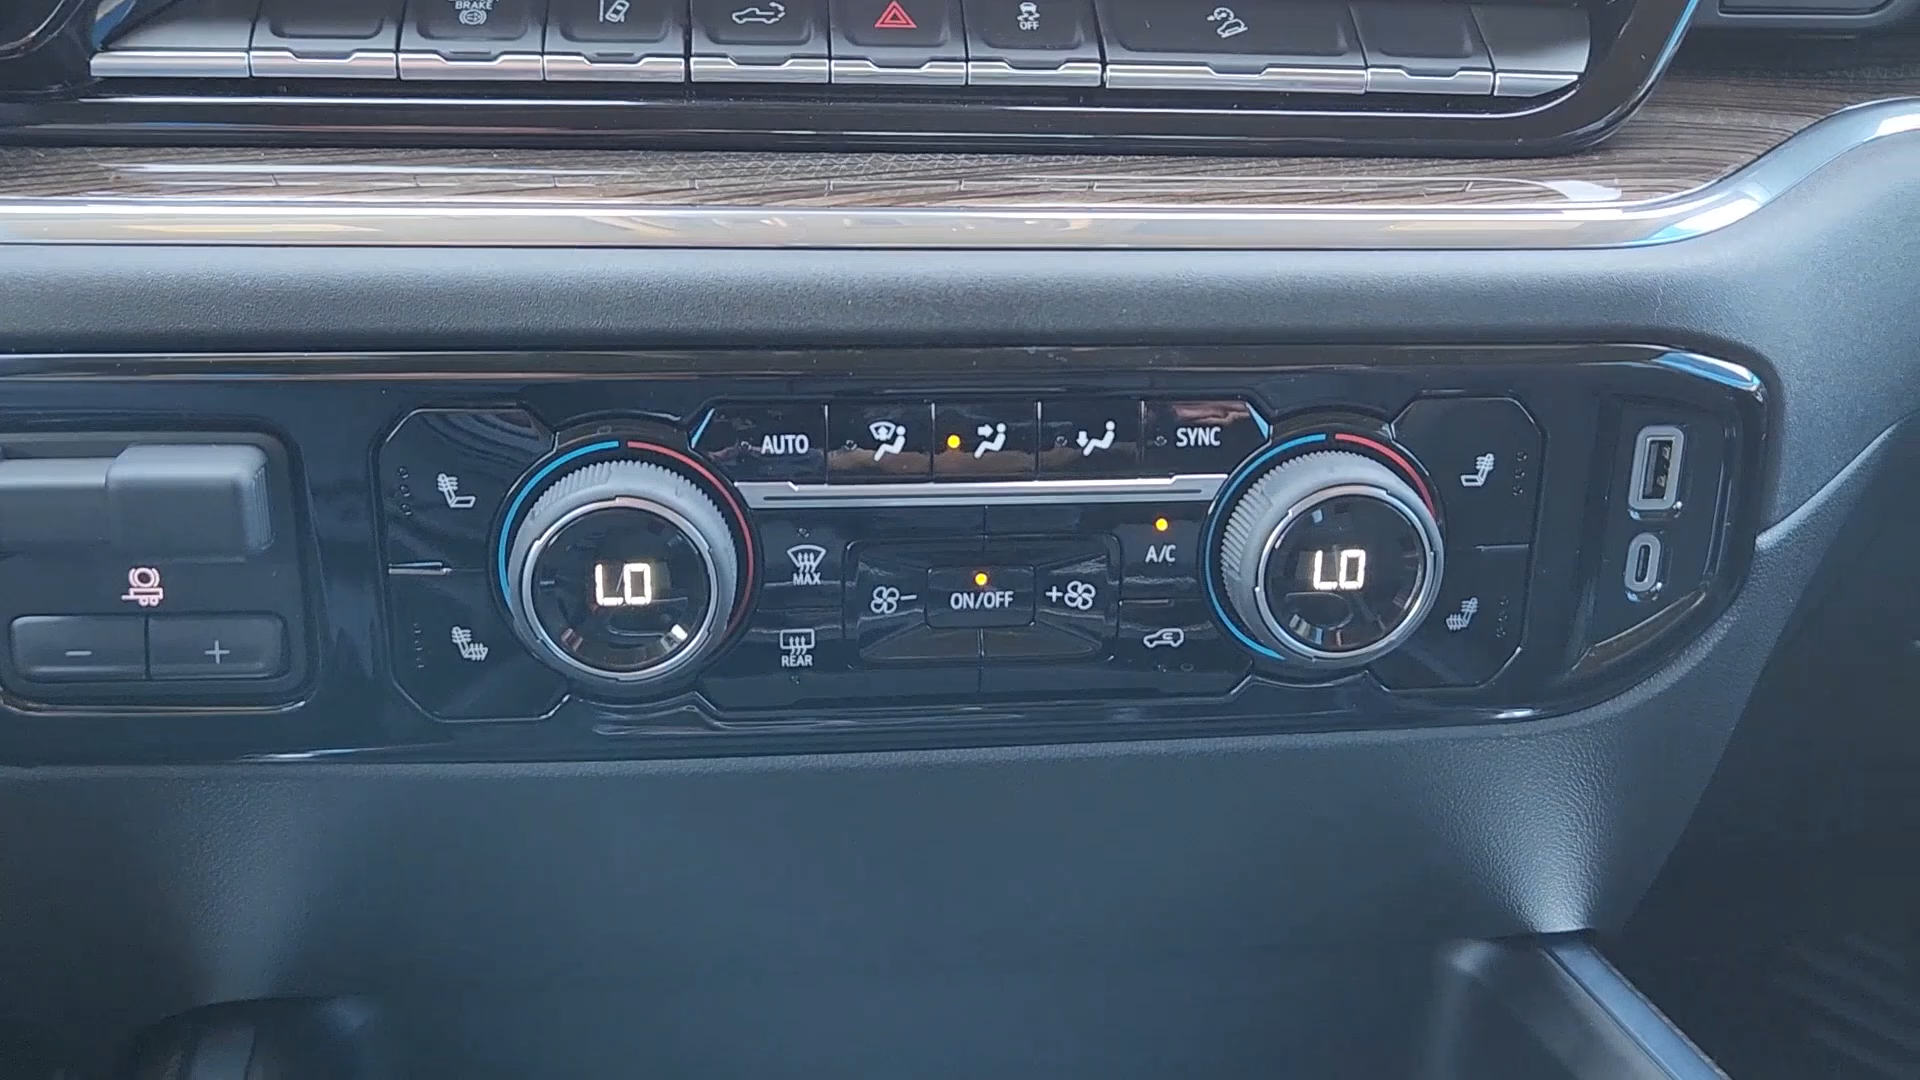 BRAKE
OFF
AUTO
SYNC
LO
MAX
REAR
ON/OFF
A/C
LO